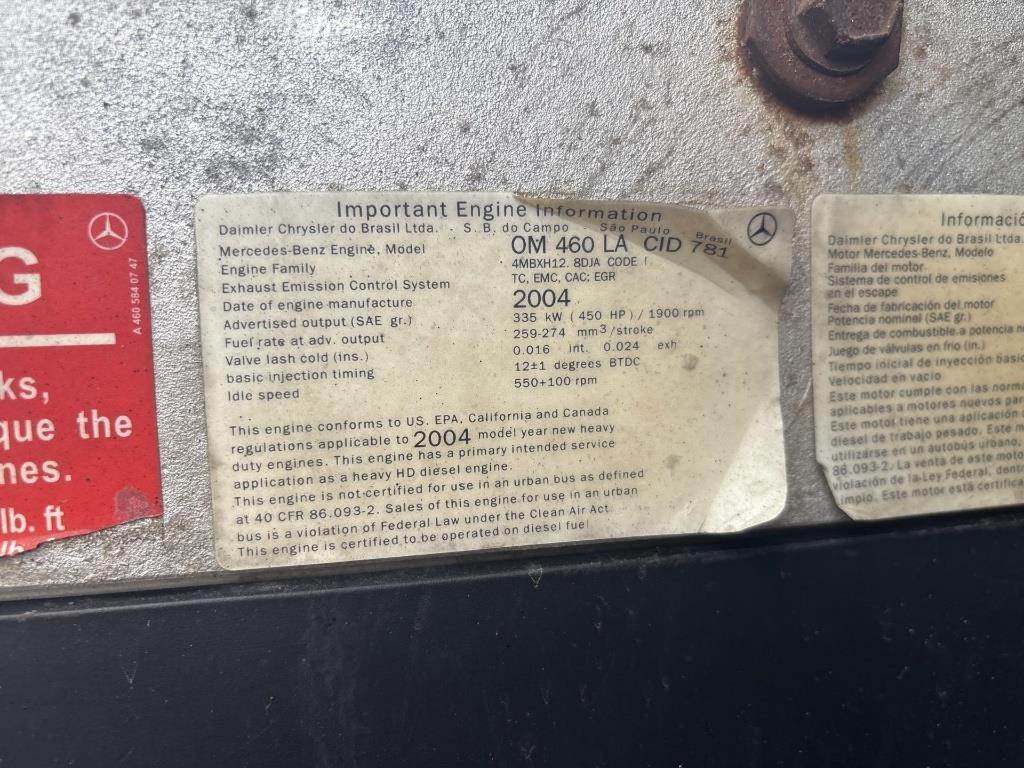 G
A 460 584 07 47
ks,
que the
nes.
lb. ft
Important Engine Information
Daimler Chrysler do Brasil Ltda. - S. B. do Campo - São Paulo - Brasil
Mercedes-Benz Engine, Model OM 460 LA CID 781
Engine Family 4MBXH12. 8DJA CODE
Exhaust Emission Control System TC, EMC, CAC; EGR
Date of engine manufacture 2004
Advertised output (SAE gr.) 335 kW ( 450 HP ) / 1900 rpm
Fuel rate at adv. output 259-274 mm3/stroke
Valve lash cold (ins.) 0.016 int. 0.024 exh
basic injection timing 12±1 degrees BTDC
Idle speed 550+100 rpm
This engine conforms to US. EPA, California and Canada
regulations applicable to 2004 model year new heavy
duty engines. This engine has a primary intended service
application as a heavy HD diesel engine.
This engine is not certified for use in an urban bus as defined
at 40 CFR 86.093-2. Sales of this engine for use in an urban
bus is a violation of Federal Law under the Clean Air Act.
This engine is certified to be operated on diesel fuel
Informació
Daimler Chrysler do Brasil Ltda.
Motor Mercedes-Benz, Modelo
Familia del motor
Sistema de control de emisiones
en el escape
Fecha de fabricación del motor
Potencia nominal (SAE gr.)
Entrega de combustible a potencia no
Juego de válvulas en frio (in.)
Tiempo inicial de inyección basic
Velocidad en vacio
Este motor cumple con las norma
aplicables a motores nuevos par
Este motol tiene una aplicación
diesel de trabajo pesado. Este m
utilizarse en un autobús urbano,
86.093-2. La venta de este moto
violación de la Ley Federal, dent
limpio. Este motor está certifica